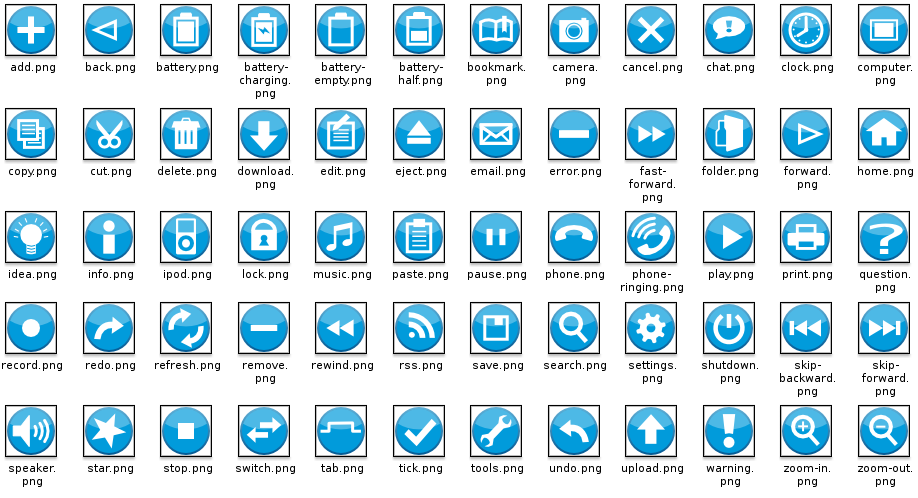 add.png back.png battery.png battery- battery- battery- bookmark. camera. cancel.png chat.png clock.png computer.
charging. empty.png half.png png png png
png
copy.png cut.png delete.png download. edit.png eject.png email.png error.png fast- folder.png forward. home.png
png forward. png
png
idea.png info.png ipod.png lock.png music.png paste.png pause.png phone.png phone- play.png print.png question.
ringing.png png
record.png redo.png refresh.png remove. rewind.png rss.png save.png search.png settings. shutdown. skip- skip-
png png png backward. forward.
png png
speaker. star.png stop.png switch.png tab.png tick.png tools.png undo.png upload.png warning. zoom-in. zoom-out.
png png png png